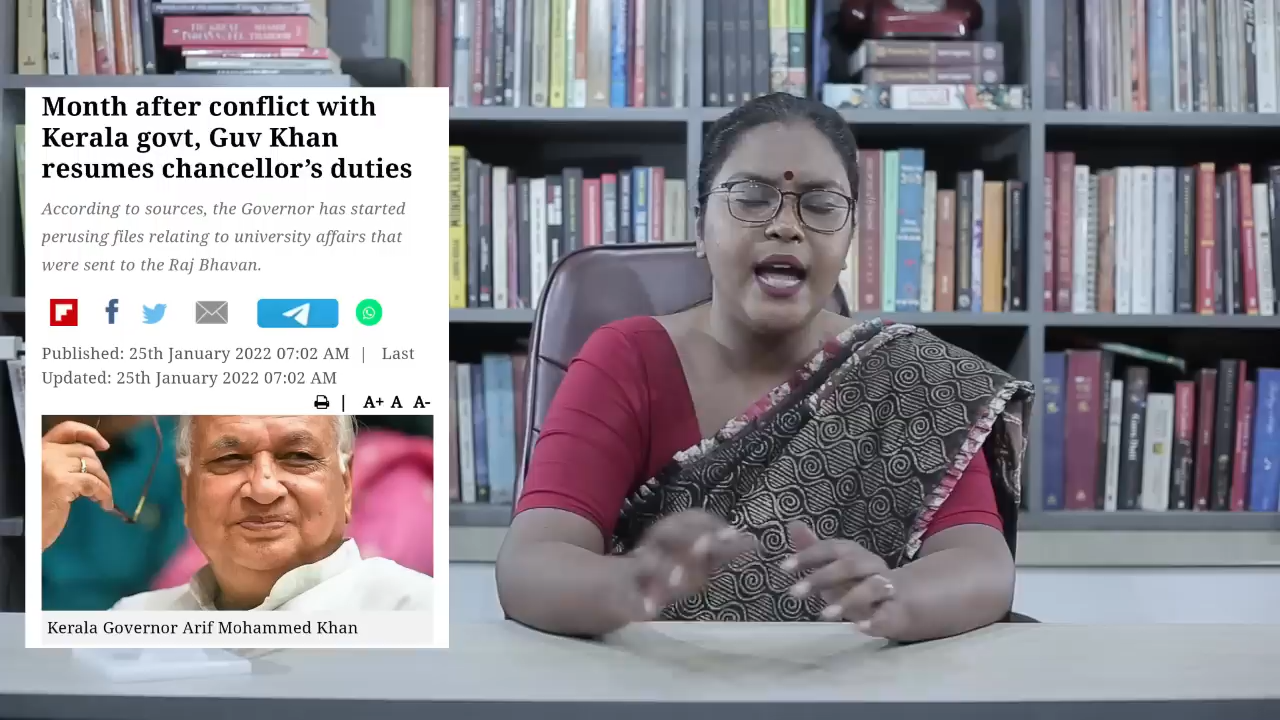 Month after conflict with
Kerala govt, Guv Khan
resumes chancellor’s duties
According to sources, the Governor has started
perusing files relating to university affairs that
were sent to the Raj Bhavan.
Published: 25th January 2022 07:02 AM | Last
Updated: 25th January 2022 07:02 AM
| A+ A A-
Kerala Governor Arif Mohammed Khan